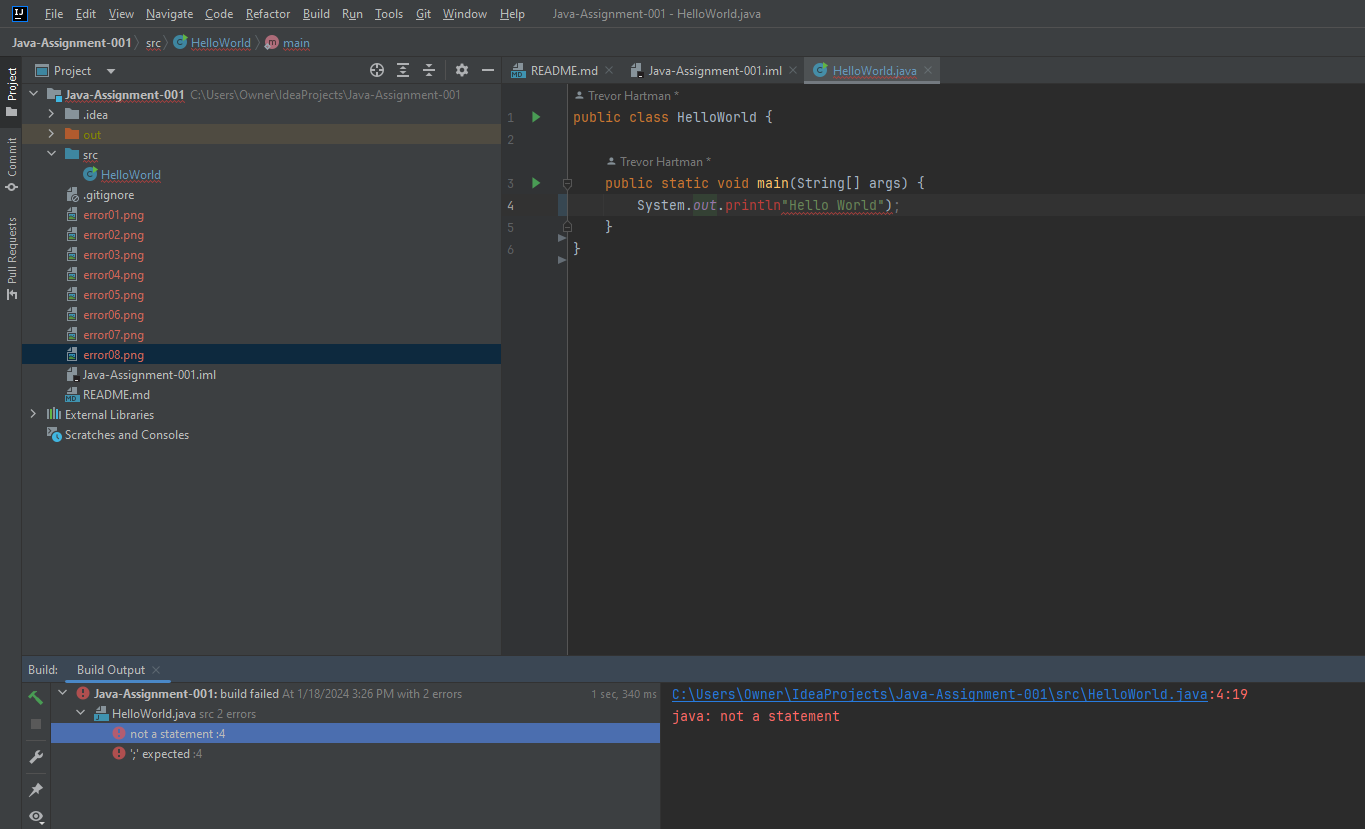 File Edit View Navigate Code Refactor Build Run Tools Git Window Help Java-Assignment-001 - HelloWorld.java
Java-Assignment-001 src HelloWorld main
Project
Commit
Pull Requests
Project
Java-Assignment-001 C:\Users\Owner\IdeaProjects\Java-Assignment-001
.idea
out
src
HelloWorld
.gitignore
error01.png
error02.png
error03.png
error04.png
error05.png
error06.png
error07.png
error08.png
Java-Assignment-001.iml
README.md
External Libraries
Scratches and Consoles
README.md Java-Assignment-001.iml HelloWorld.java
Trevor Hartman *
1 public class HelloWorld {
2
Trevor Hartman *
3 public static void main(String[] args) {
4 System.out.println"Hello World");
5 }
6 }
Build: Build Output
Java-Assignment-001: build failed At 1/18/2024 3:26 PM with 2 errors 1 sec, 340 ms
HelloWorld.java src 2 errors
not a statement :4
';' expected :4
C:\Users\Owner\IdeaProjects\Java-Assignment-001\src\HelloWorld.java:4:19
java: not a statement